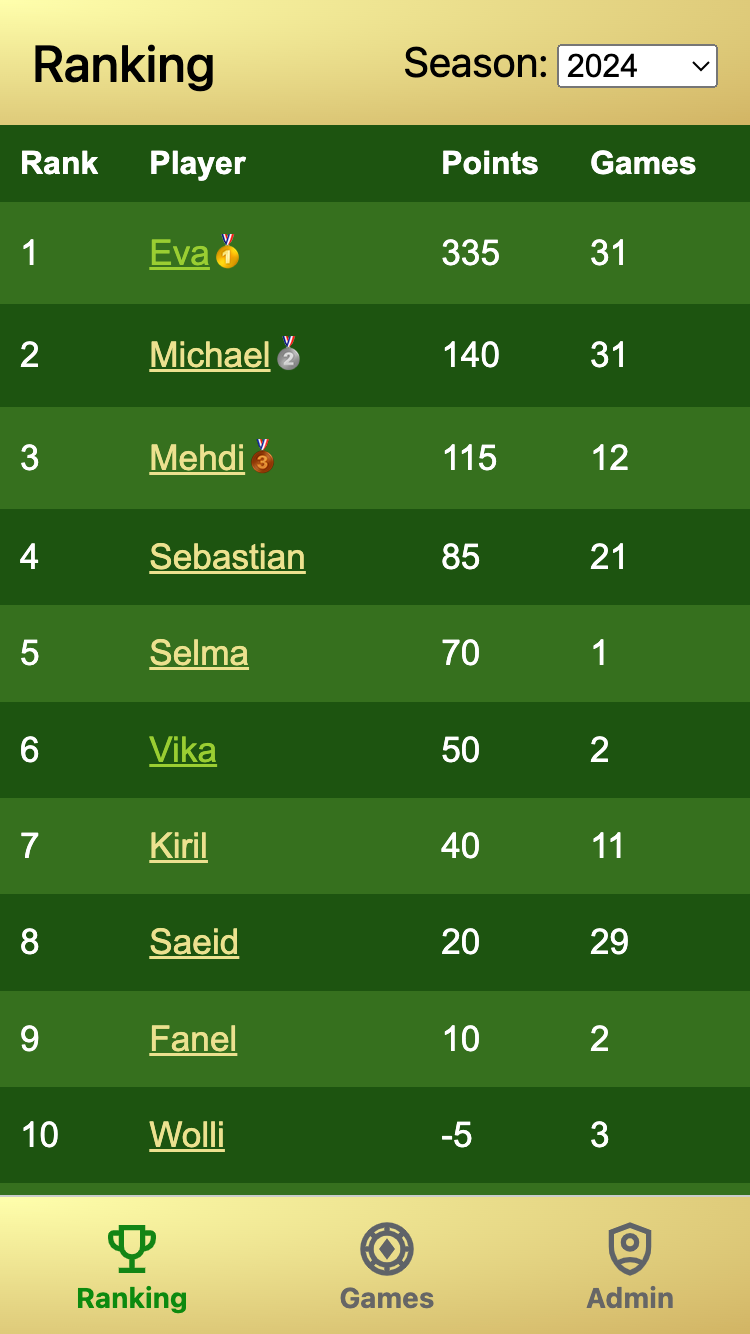 Ranking Season: 2024
Rank Player Points Games
1 Eva 1 335 31
2 Michael 2 140 31
3 Mehdi 3 115 12
4 Sebastian 85 21
5 Selma 70 1
6 Vika 50 2
7 Kiril 40 11
8 Saeid 20 29
9 Fanel 10 2
10 Wolli -5 3
Ranking Games Admin